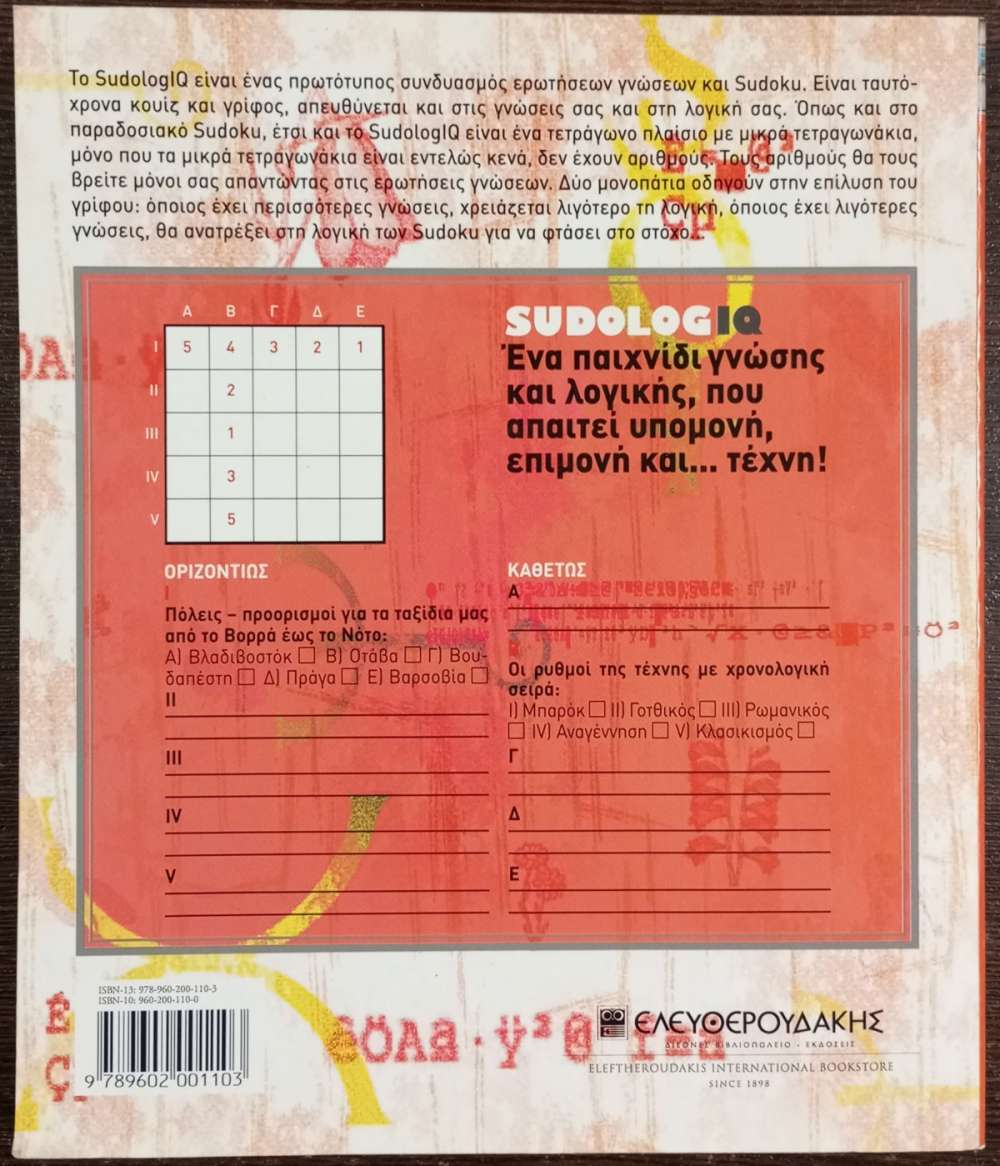 Το SudologIQ είναι ένας πρωτότυπος συνδυασμός ερωτήσεων γνώσεων και Sudoku. Είναι ταυτό-
χρονα κουίζ και γρίφος, απευθύνεται και στις γνώσεις σας και στη λογική σας. Όπως και στο
παραδοσιακό Sudoku, έτσι και το SudologIQ είναι ένα τετράγωνο πλαίσιο με μικρά τετραγωνάκια,
μόνο που τα μικρά τετραγωνάκια είναι εντελώς κενά, δεν έχουν αριθμούς. Τους αριθμούς θα τους
βρείτε μόνοι σας απαντώντας στις ερωτήσεις γνώσεων. Δύο μονοπάτια οδηγούν στην επίλυση του
γρίφου: όποιος έχει περισσότερες γνώσεις, χρειάζεται λιγότερο τη λογική, όποιος έχει λιγότερες
γνώσεις, θα ανατρέξει στη λογική των Sudoku για να φτάσει στο στόχο...
Α Β Γ Δ Ε
I 5 4 3 2 1
II 2
III 1
IV 3
V 5
SUDOLOGIQ
Ένα παιχνίδι γνώσης
και λογικής, που
απαιτεί υπομονή,
επιμονή και... τέχνη!
ΟΡΙΖΟΝΤΙΩΣ
I
Πόλεις – προορισμοί για τα ταξίδια μας
από το Βορρά έως το Νότο:
Α) Βλαδιβοστόκ □ Β) Οτάβα □ Γ) Βου-
δαπέστη □ Δ) Πράγα □ Ε) Βαρσοβία □
II
III
IV
V
ΚΑΘΕΤΩΣ
Α
Οι ρυθμοί της τέχνης με χρονολογική
σειρά:
I) Μπαρόκ □ II) Γοτθικός □ III) Ρωμανικός
□ IV) Αναγέννηση □ V) Κλασικισμός □
Γ
Δ
Ε
ISBN-13: 978-960-200-110-3
ISBN-10: 960-200-110-0
9 789602 001103
ΕΛΕΥΘΕΡΟΥΔΑΚΗΣ
ΔΙΕΘΝΕΣ ΒΙΒΛΙΟΠΩΛΕΙΟ · ΕΚΔΟΣΕΙΣ
ELEFTHEROUDAKIS INTERNATIONAL BOOKSTORE
SINCE 1898